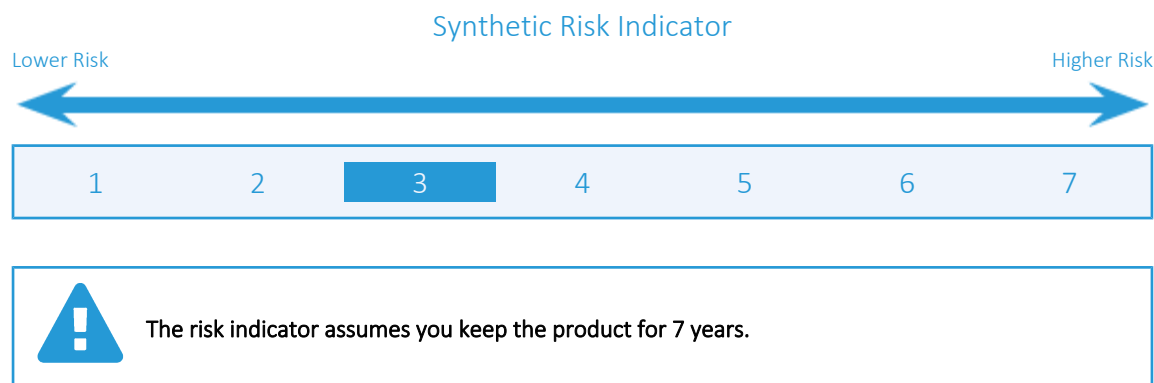 Synthetic Risk Indicator
Lower Risk Higher Risk
1 2 3 4 5 6 7
The risk indicator assumes you keep the product for 7 years.